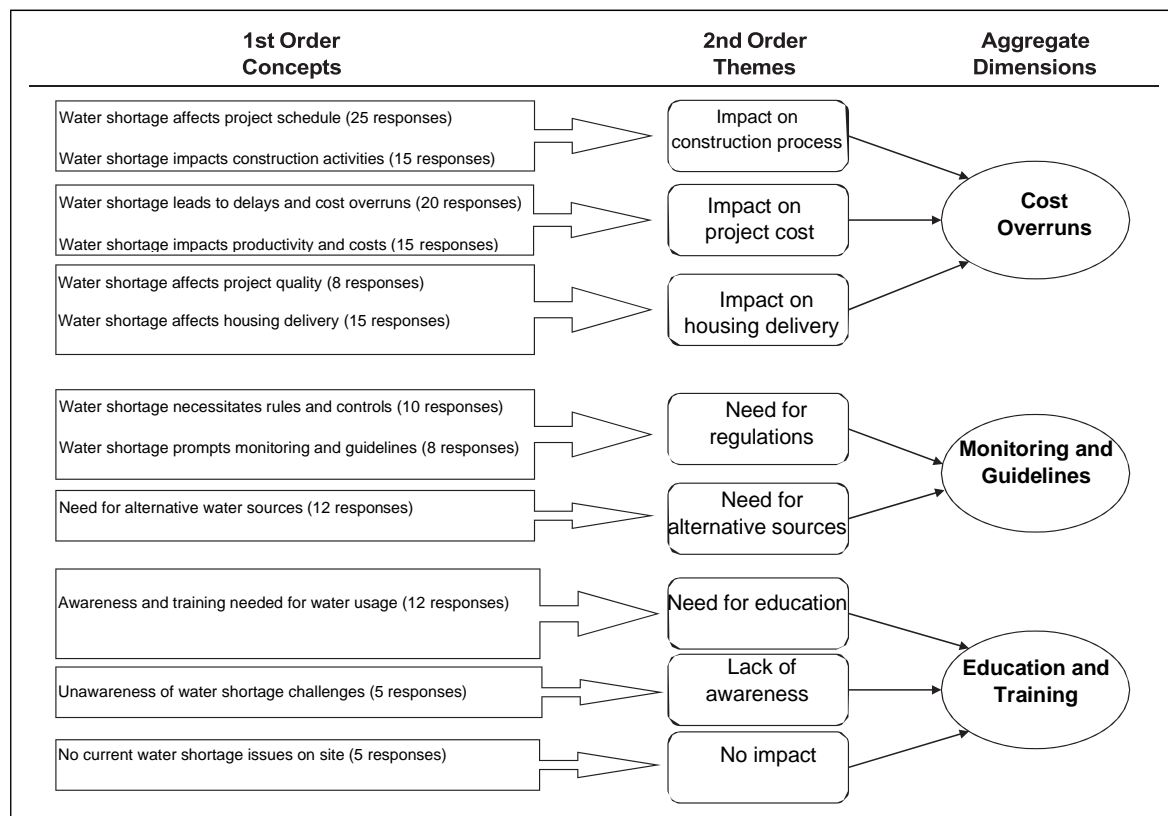 1st Order
Concepts
2nd Order
Themes
Aggregate
Dimensions
Water shortage affects project schedule (25 responses)
Water shortage impacts construction activities (15 responses)
Impact on
construction process
Water shortage leads to delays and cost overruns (20 responses)
Water shortage impacts productivity and costs (15 responses)
Impact on
project cost
Water shortage affects project quality (8 responses)
Water shortage affects housing delivery (15 responses)
Impact on
housing delivery
Cost
Overruns
Water shortage necessitates rules and controls (10 responses)
Water shortage prompts monitoring and guidelines (8 responses)
Need for
regulations
Need for alternative water sources (12 responses)
Need for
alternative sources
Monitoring and
Guidelines
Awareness and training needed for water usage (12 responses)
Need for education
Unawareness of water shortage challenges (5 responses)
Lack of
awareness
No current water shortage issues on site (5 responses)
No impact
Education and
Training